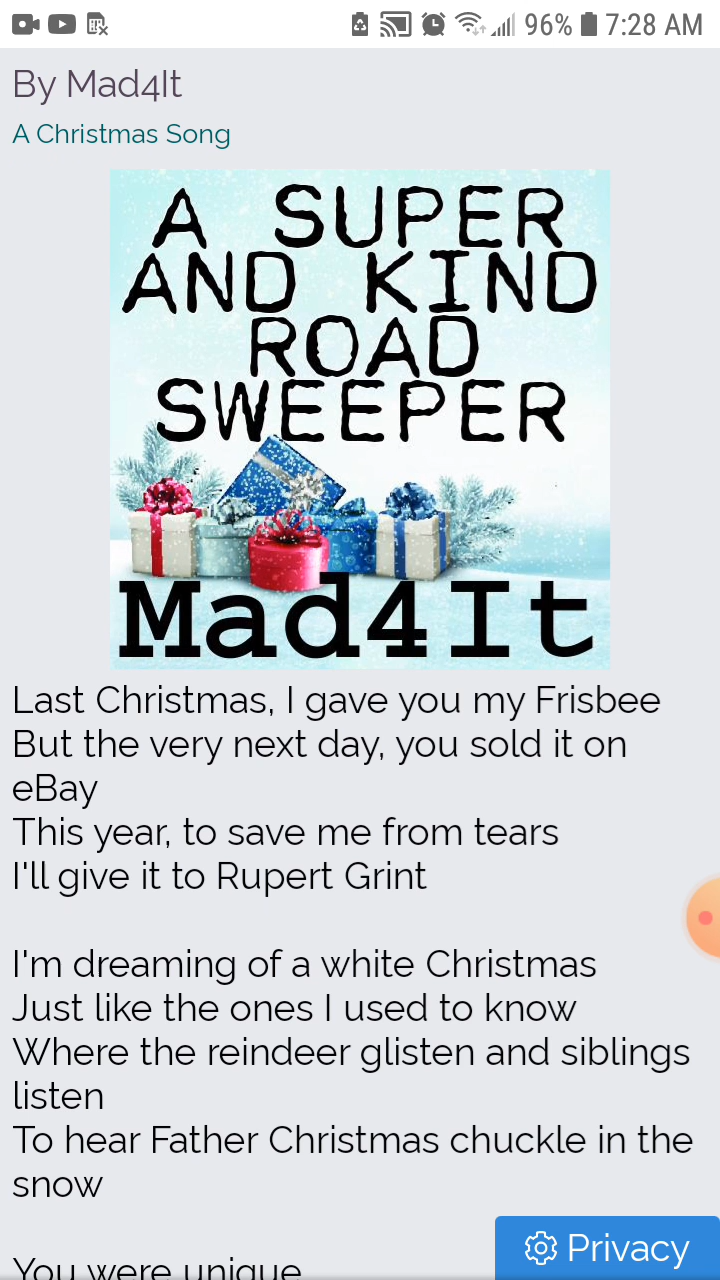 96% 7:28 AM
By Mad4It
A Christmas Song
A SUPER
AND KIND
ROAD
SWEEPER
Mad4It
Last Christmas, I gave you my Frisbee
But the very next day, you sold it on
eBay
This year, to save me from tears
I'll give it to Rupert Grint
I'm dreaming of a white Christmas
Just like the ones I used to know
Where the reindeer glisten and siblings
listen
To hear Father Christmas chuckle in the
snow
You were unique
Privacy